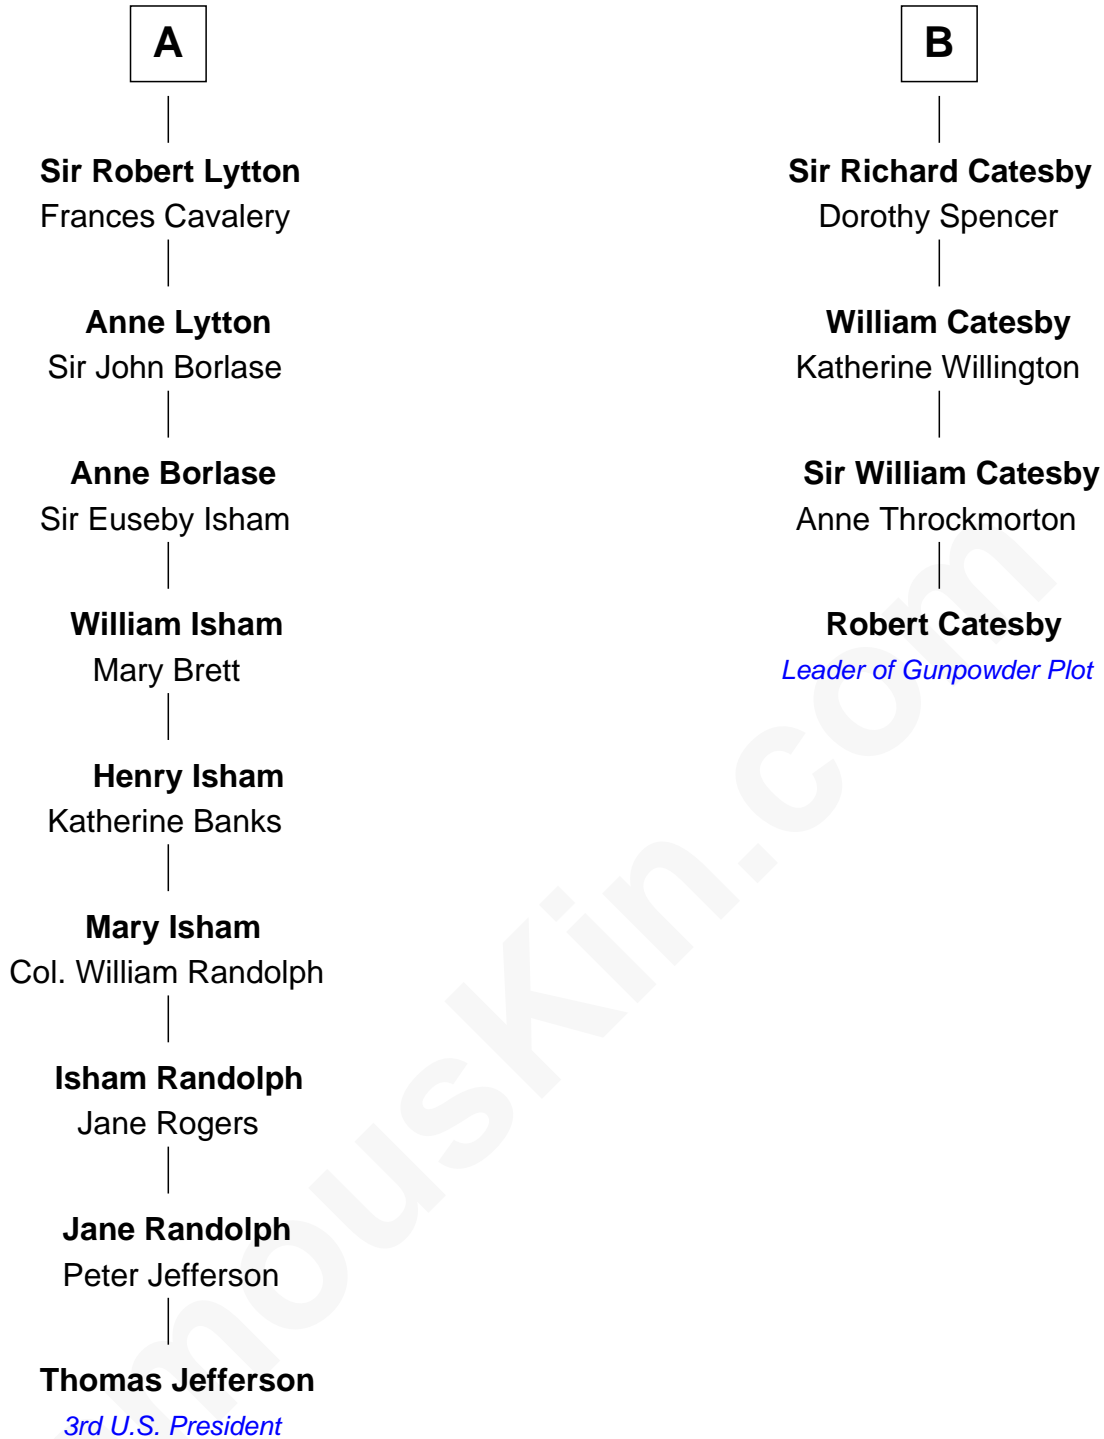 A
Sir Robert Lytton
Frances Cavalery
Anne Lytton
Sir John Borlase
Anne Borlase
Sir Euseby Isham
William Isham
Mary Brett
Henry Isham
Katherine Banks
Mary Isham
Col. William Randolph
Isham Randolph
Jane Rogers
Jane Randolph
Peter Jefferson
Thomas Jefferson
3rd U.S. President
B
Sir Richard Catesby
Dorothy Spencer
William Catesby
Katherine Willington
Sir William Catesby
Anne Throckmorton
Robert Catesby
Leader of Gunpowder Plot
mousKin.com